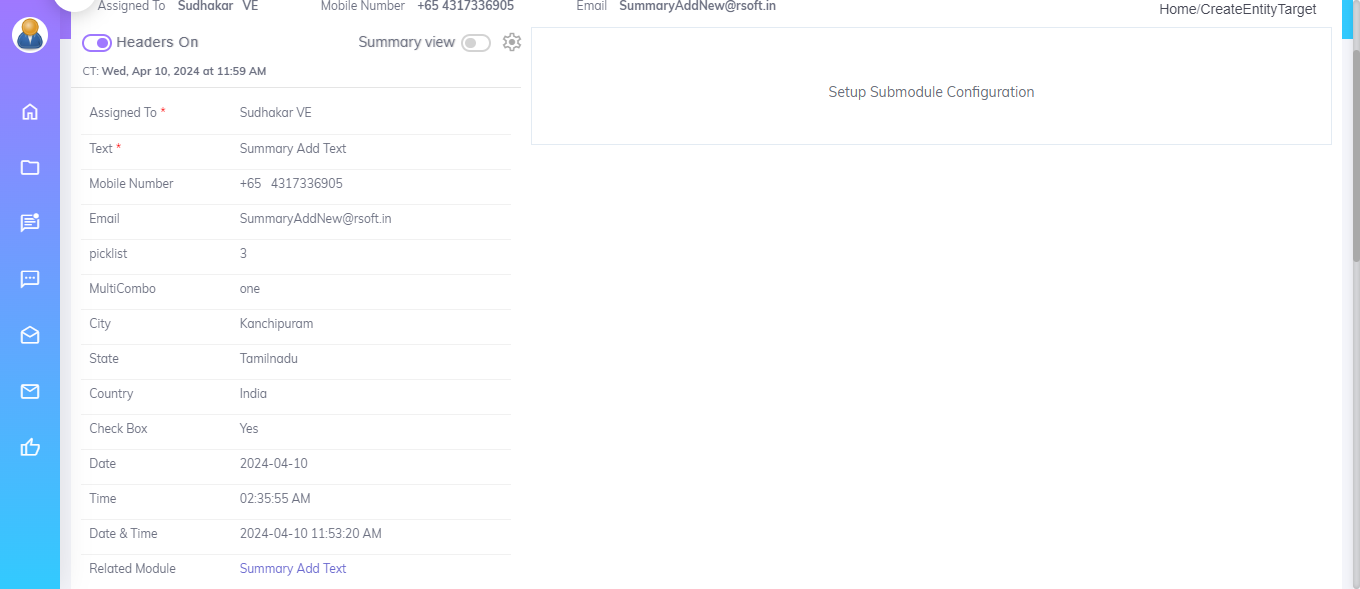 Assigned To Sudhakar VE Mobile Number +65 4317336905 Email SummaryAddNew@rsoft.in
Home/CreateEntityTarget
Headers On Summary view
CT: Wed, Apr 10, 2024 at 11:59 AM
Setup Submodule Configuration
Assigned To * Sudhakar VE
Text * Summary Add Text
Mobile Number +65 4317336905
Email SummaryAddNew@rsoft.in
picklist 3
MultiCombo one
City Kanchipuram
State Tamilnadu
Country India
Check Box Yes
Date 2024-04-10
Time 02:35:55 AM
Date & Time 2024-04-10 11:53:20 AM
Related Module Summary Add Text